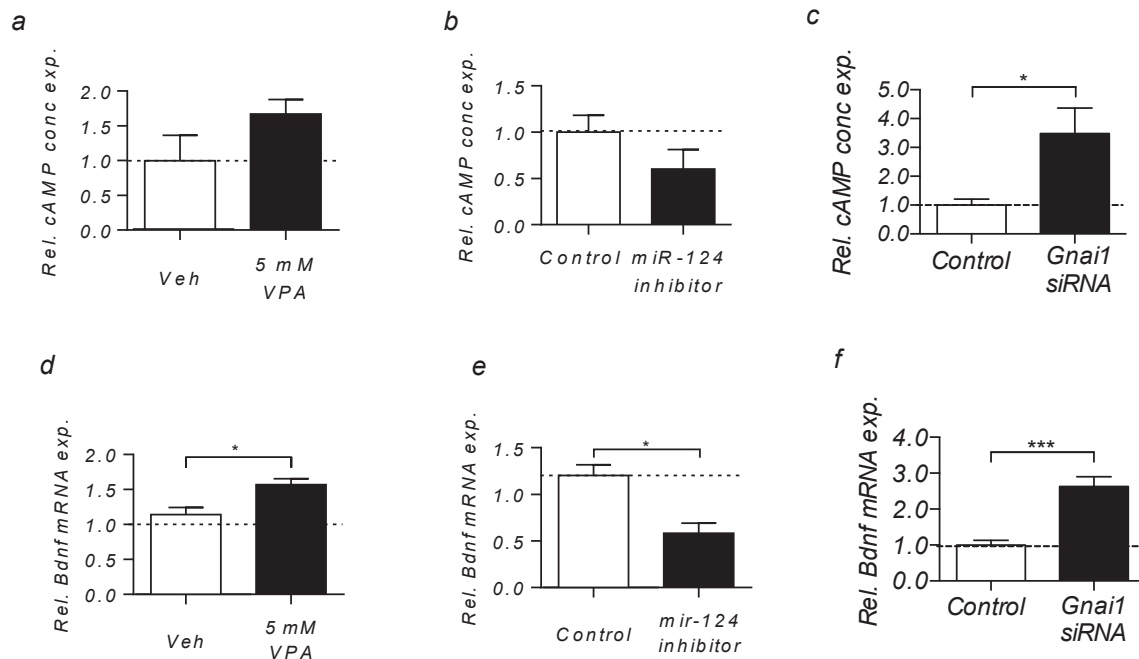 a
Rel. cAMP conc exp.
2.0
1.5
1.0
0.5
0.0
Veh
5 mM
VPA
b
Rel. cAMP conc exp.
1.5
1.0
0.5
0.0
Control
miR-124
inhibitor
c
Rel. cAMP conc exp.
5.0
4.0
3.0
2.0
1.0
0.0
*
Control
Gnai1
siRNA
d
Rel. Bdnf mRNA exp.
2.0
1.5
1.0
0.5
0.0
*
Veh
5 mM
VPA
e
Rel. Bdnf mRNA exp.
1.5
1.0
0.5
0.0
*
Control
mir-124
inhibitor
f
Rel. Bdnf mRNA exp.
4.0
3.0
2.0
1.0
0.0
***
Control
Gnai1
siRNA